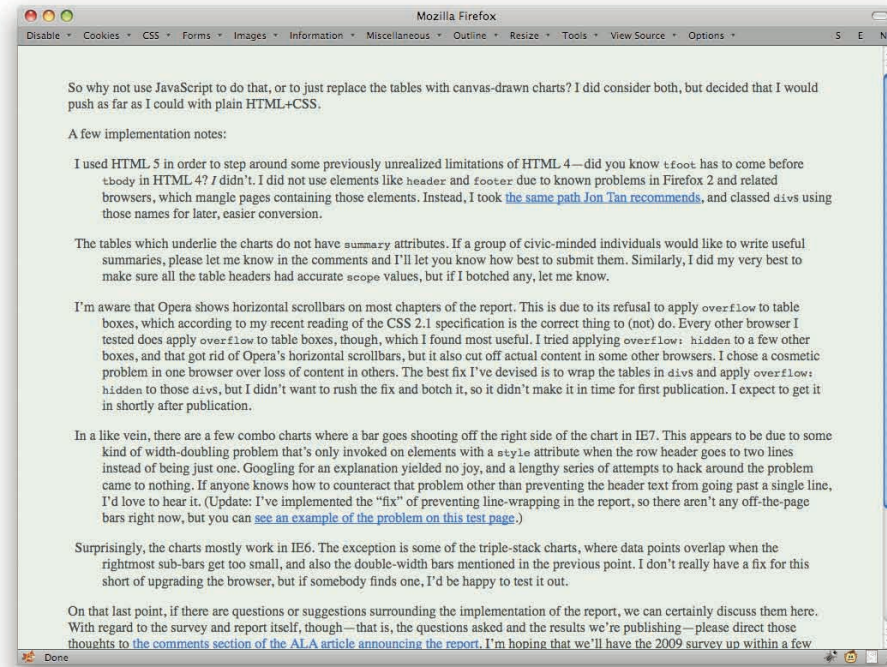 Mozilla Firefox
Disable Cookies CSS Forms Images Information Miscellaneous Outline Resize Tools View Source Options S E N
So why not use JavaScript to do that, or to just replace the tables with canvas-drawn charts? I did consider both, but decided that I would
push as far as I could with plain HTML+CSS.
A few implementation notes:
I used HTML 5 in order to step around some previously unrealized limitations of HTML 4—did you know tfoot has to come before
tbody in HTML 4? I didn't. I did not use elements like header and footer due to known problems in Firefox 2 and related
browsers, which mangle pages containing those elements. Instead, I took the same path Jon Tan recommends, and classed divs using
those names for later, easier conversion.
The tables which underlie the charts do not have summary attributes. If a group of civic-minded individuals would like to write useful
summaries, please let me know in the comments and I'll let you know how best to submit them. Similarly, I did my very best to
make sure all the table headers had accurate scope values, but if I botched any, let me know.
I'm aware that Opera shows horizontal scrollbars on most chapters of the report. This is due to its refusal to apply overflow to table
boxes, which according to my recent reading of the CSS 2.1 specification is the correct thing to (not) do. Every other browser I
tested does apply overflow to table boxes, though, which I found most useful. I tried applying overflow: hidden to a few other
boxes, and that got rid of Opera's horizontal scrollbars, but it also cut off actual content in some other browsers. I chose a cosmetic
problem in one browser over loss of content in others. The best fix I've devised is to wrap the tables in divs and apply overflow:
hidden to those divs, but I didn't want to rush the fix and botch it, so it didn't make it in time for first publication. I expect to get it
in shortly after publication.
In a like vein, there are a few combo charts where a bar goes shooting off the right side of the chart in IE7. This appears to be due to some
kind of width-doubling problem that's only invoked on elements with a style attribute when the row header goes to two lines
instead of being just one. Googling for an explanation yielded no joy, and a lengthy series of attempts to hack around the problem
came to nothing. If anyone knows how to counteract that problem other than preventing the header text from going past a single line,
I'd love to hear it. (Update: I've implemented the “fix” of preventing line-wrapping in the report, so there aren't any off-the-page
bars right now, but you can see an example of the problem on this test page.)
Surprisingly, the charts mostly work in IE6. The exception is some of the triple-stack charts, where data points overlap when the
rightmost sub-bars get too small, and also the double-width bars mentioned in the previous point. I don't really have a fix for this
short of upgrading the browser, but if somebody finds one, I'd be happy to test it out.
On that last point, if there are questions or suggestions surrounding the implementation of the report, we can certainly discuss them here.
With regard to the survey and report itself, though—that is, the questions asked and the results we're publishing—please direct those
thoughts to the comments section of the ALA article announcing the report. I'm hoping that we'll have the 2009 survey up within a few
Done